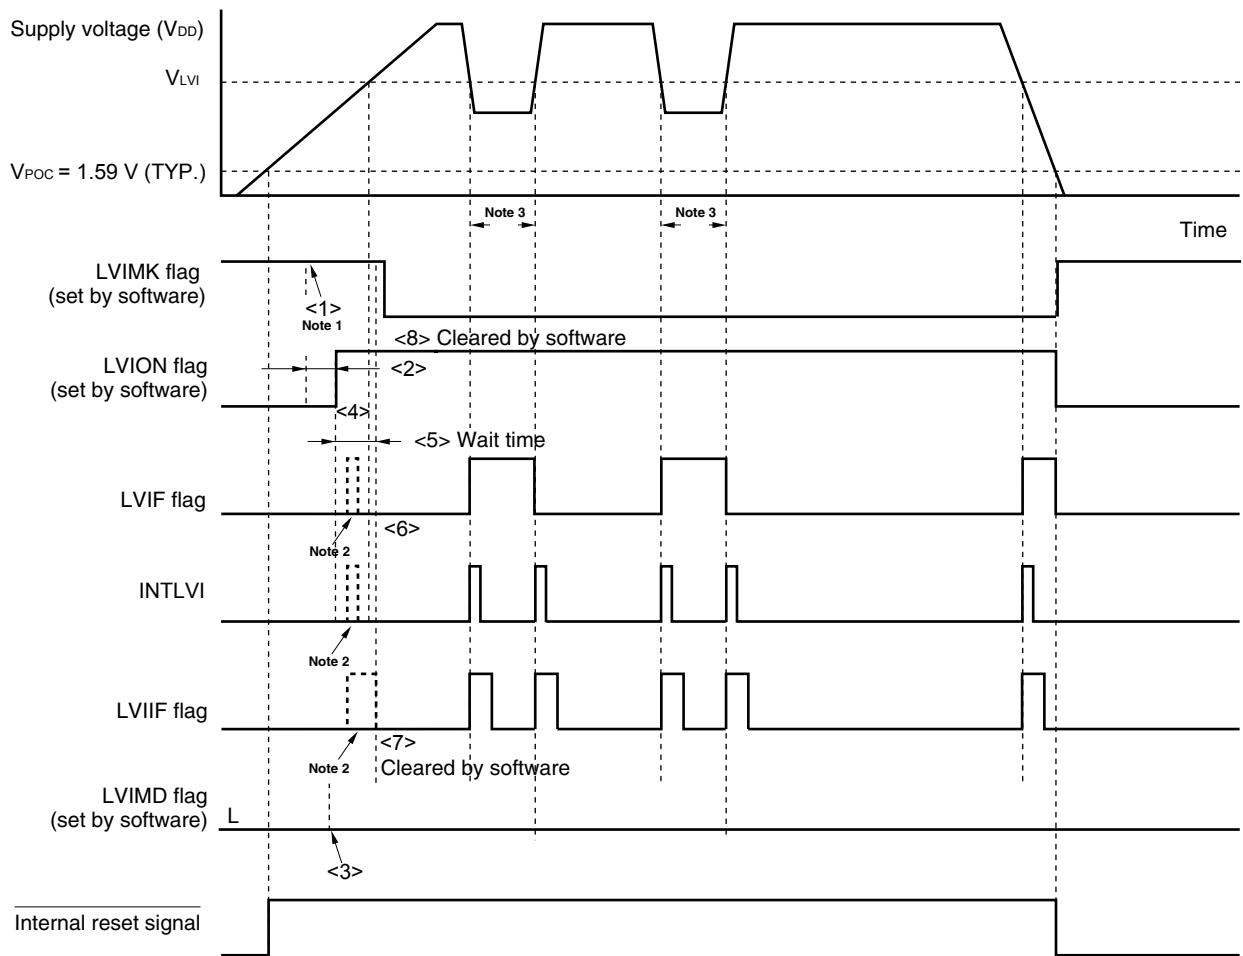 Supply voltage (VDD)
VLVI
VPOC = 1.59 V (TYP.)
Note 3
Note 3
Time
LVIMK flag
(set by software)
<1>
Note 1
<8> Cleared by software
LVION flag
(set by software)
<2>
<4>
<5> Wait time
LVIF flag
<6>
Note 2
INTLVI
Note 2
LVIIF flag
<7>
Note 2
Cleared by software
LVIMD flag
(set by software)
L
<3>
Internal reset signal